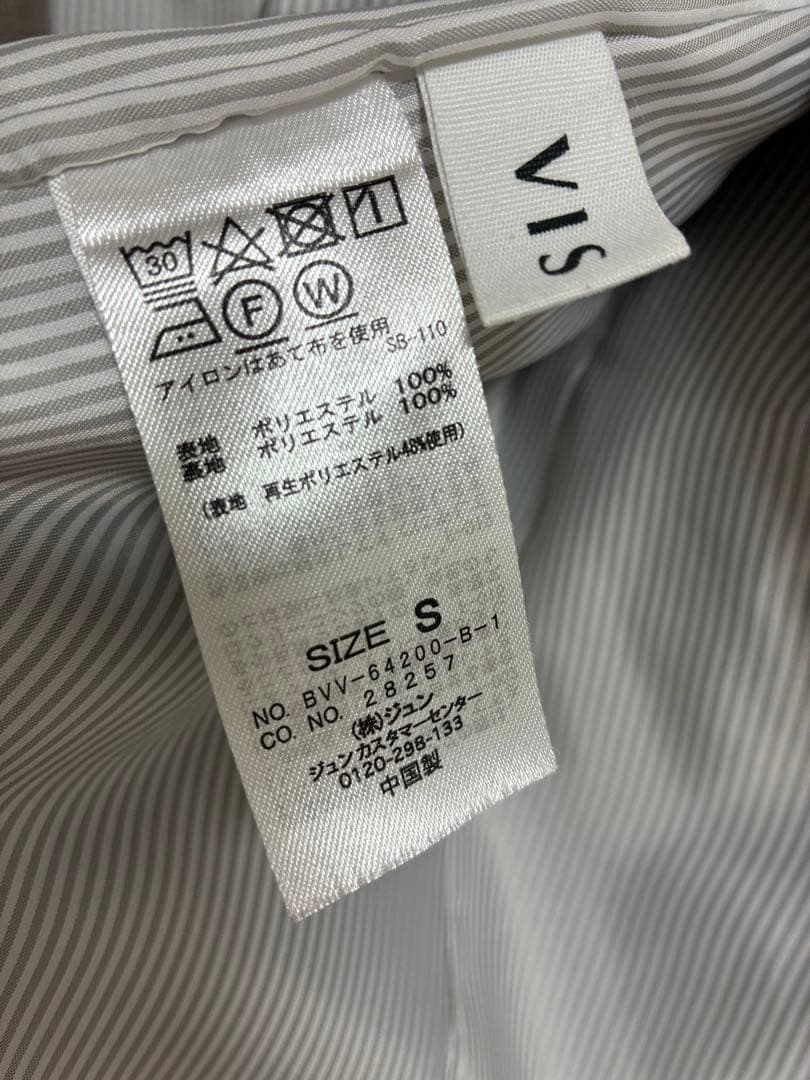 VIS
30
F W
アイロンはあて布を使用
SB-110
表地 ポリエステル 100%
裏地 ポリエステル 100%
(表地 再生ポリエステル48%使用)
SIZE S
NO. BVV-64200-B-1
CO. NO. 28257
(株)ジュン
ジュンカスタマーセンター
0120-298-133
中国製